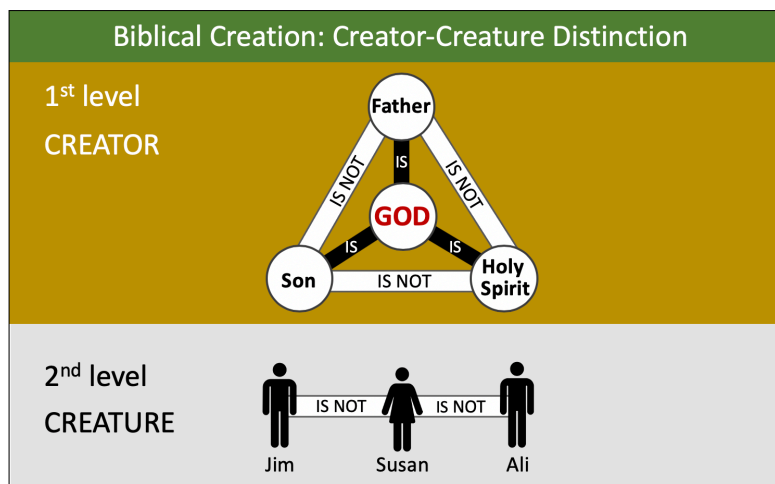 Biblical Creation: Creator-Creature Distinction
1st level
CREATOR
Father
IS NOT
IS
IS NOT
GOD
IS
IS
Son
IS NOT
Holy
Spirit
2nd level
CREATURE
IS NOT
IS NOT
Jim
Susan
Ali